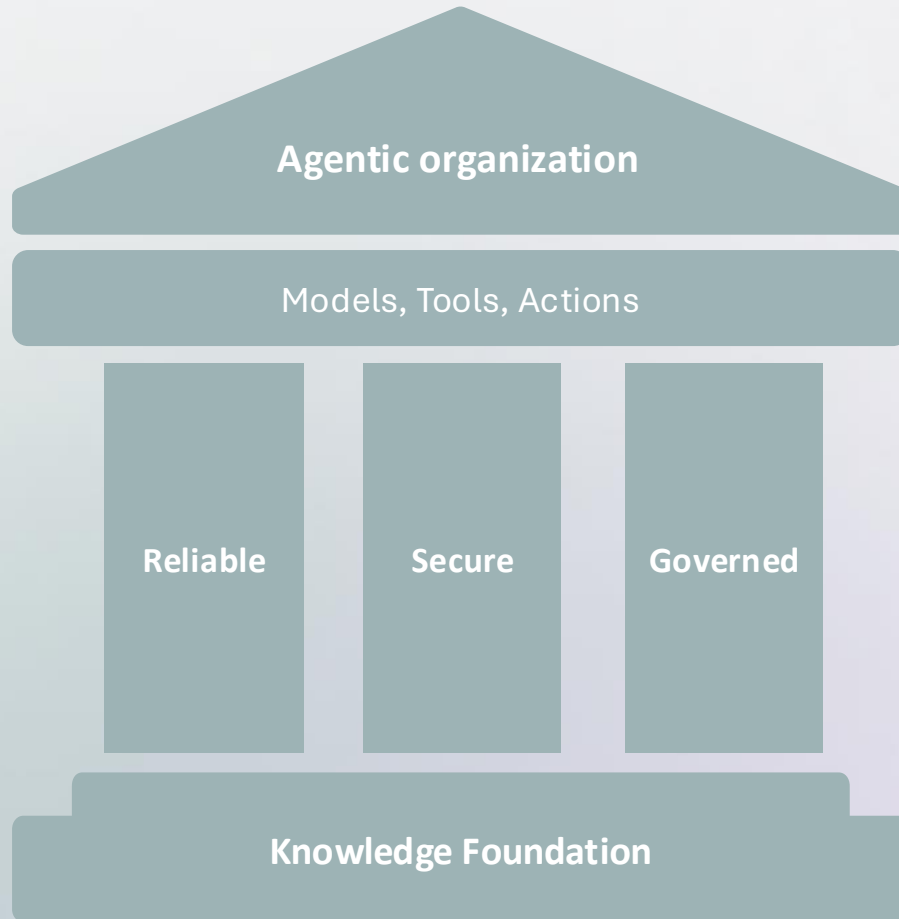 Agentic organization
Models, Tools, Actions
Reliable
Secure
Governed
Knowledge Foundation